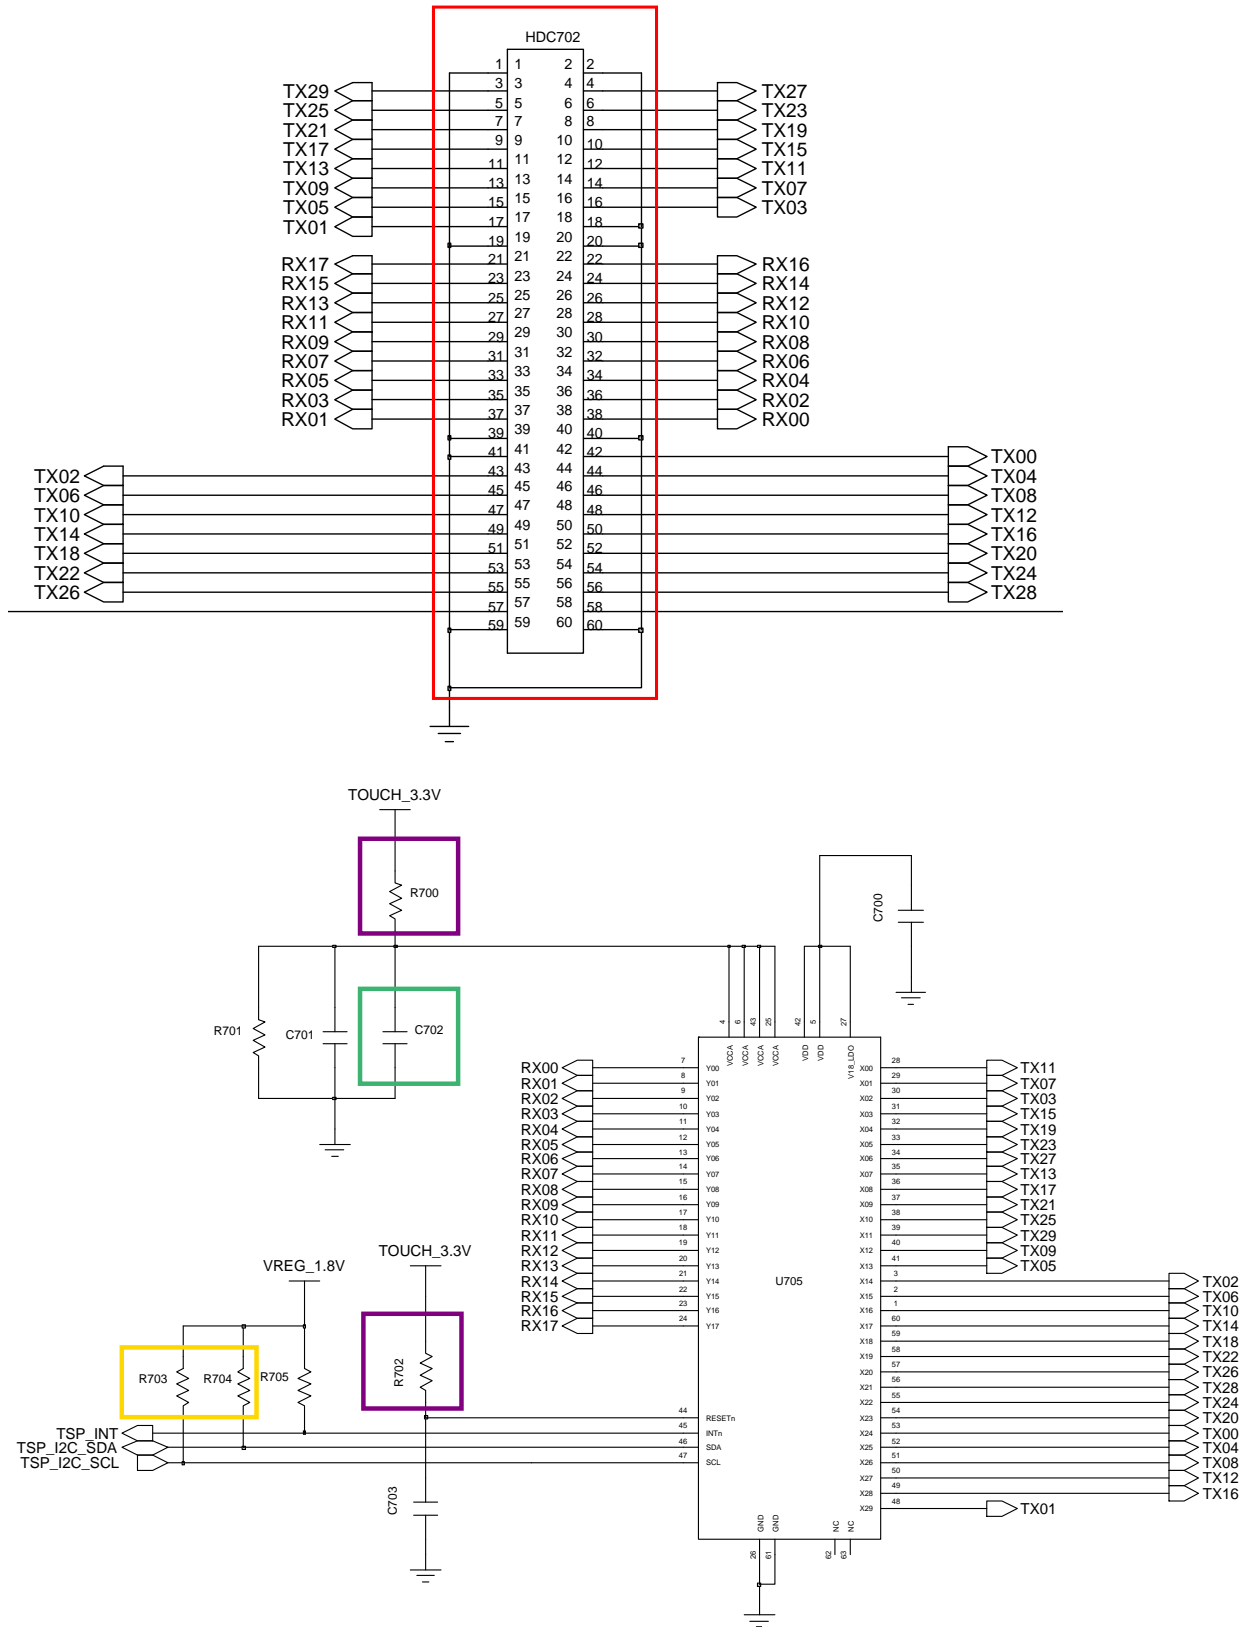 HDC702
1 1 2 2
TX29 3 3 4 4 TX27
TX25 5 5 6 6 TX23
TX21 7 7 8 8 TX19
TX17 9 9 10 10 TX15
TX13 11 11 12 12 TX11
TX09 13 13 14 14 TX07
TX05 15 15 16 16 TX03
TX01 17 17 18 18
19 19 20 20
RX17 21 21 22 22 RX16
RX15 23 23 24 24 RX14
RX13 25 25 26 26 RX12
RX11 27 27 28 28 RX10
RX09 29 29 30 30 RX08
RX07 31 31 32 32 RX06
RX05 33 33 34 34 RX04
RX03 35 35 36 36 RX02
RX01 37 37 38 38 RX00
39 39 40 40
41 41 42 42 TX00
TX02 43 43 44 44 TX04
TX06 45 45 46 46 TX08
TX10 47 47 48 48 TX12
TX14 49 49 50 50 TX16
TX18 51 51 52 52 TX20
TX22 53 53 54 54 TX24
TX26 55 55 56 56 TX28
57 57 58 58
59 59 60 60
TOUCH_3.3V
R700
C700
R701
C701
C702
4 6 43 25 42 5 27
VCCA VCCA VCCA VCCA VDD VDD V18_LDO
RX00 7 Y00 X00 28 TX11
RX01 8 Y01 X01 29 TX07
RX02 9 Y02 X02 30 TX03
RX03 10 Y03 X03 31 TX15
RX04 11 Y04 X04 32 TX19
RX05 12 Y05 X05 33 TX23
RX06 13 Y06 X06 34 TX27
RX07 14 Y07 X07 35 TX13
RX08 15 Y08 X08 36 TX17
RX09 16 Y09 X09 37 TX21
RX10 17 Y10 X10 38 TX25
RX11 18 Y11 X11 39 TX29
RX12 19 Y12 X12 40 TX09
RX13 20 Y13 X13 41 TX05
RX14 21 Y14 X14 3 TX02
RX15 22 Y15 X15 2 TX06
RX16 23 Y16 X16 1 TX10
RX17 24 Y17 X17 60 TX14
U705
X18 59 TX18
X19 58 TX22
X20 57 TX26
X21 56 TX28
X22 55 TX24
X23 54 TX20
X24 53 TX00
X25 52 TX04
X26 51 TX08
X27 50 TX12
X28 49 TX16
X29 48 TX01
VREG_1.8V
TOUCH_3.3V
R703
R704
R705
R702
44 RESETn
TSP_INT 45 INTn
TSP_I2C_SDA 46 SDA
TSP_I2C_SCL 47 SCL
C703
GND GND NC NC
26 61 62 63